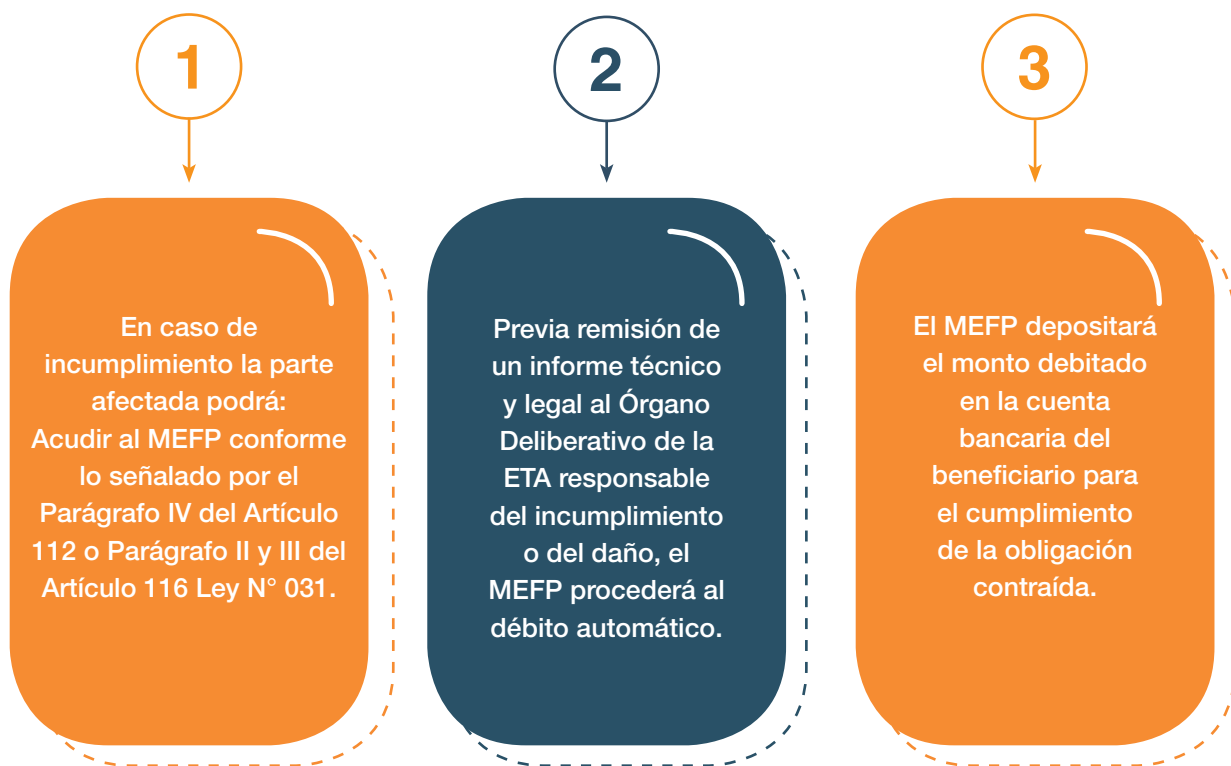 1
En caso de
incumplimiento la parte
afectada podrá:
Acudir al MEFP conforme
lo señalado por el
Parágrafo IV del Artículo
112 o Parágrafo II y III del
Artículo 116 Ley N° 031.
2
Previa remisión de
un informe técnico
y legal al Órgano
Deliberativo de la
ETA responsable
del incumplimiento
o del daño, el
MEFP procederá al
débito automático.
3
El MEFP depositará
el monto debitado
en la cuenta
bancaria del
beneficiario para
el cumplimiento
de la obligación
contraída.